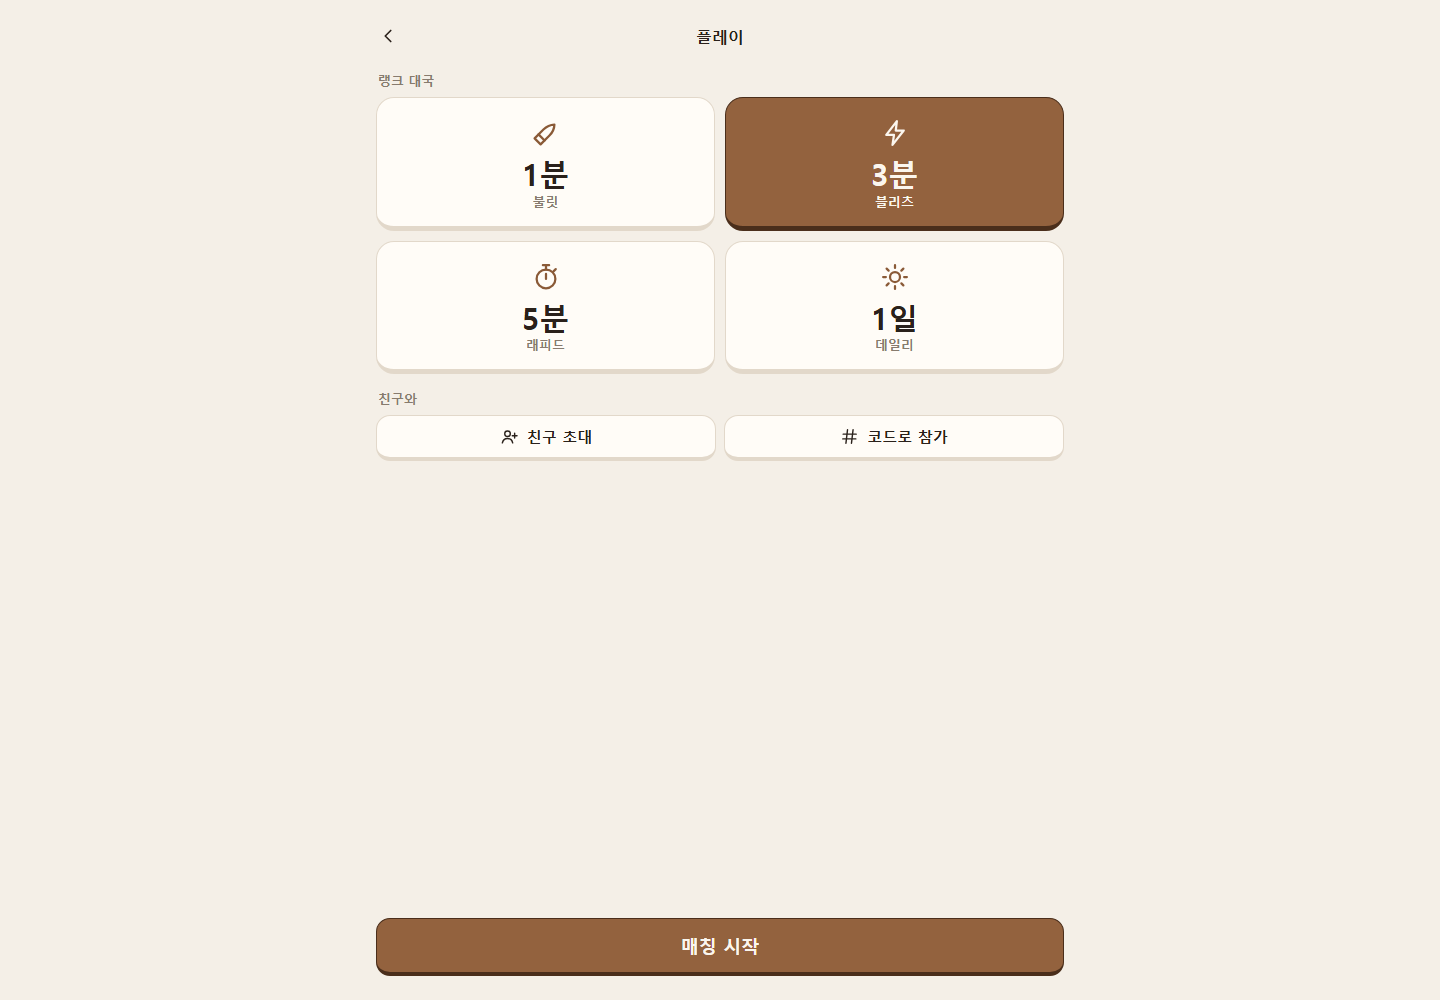 플레이
랭크 대국
1분
불릿
3분
블리츠
5분
래피드
1일
데일리
친구와
친구 초대
코드로 참가
매칭 시작